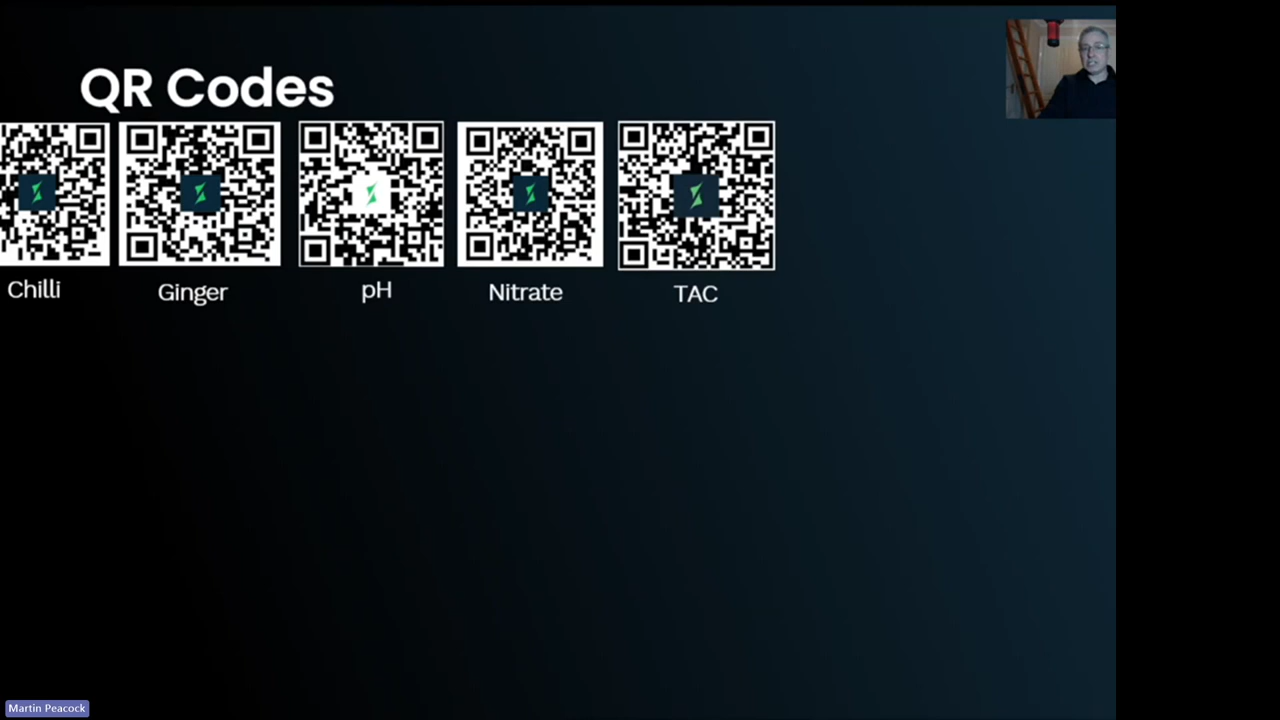 QR Codes
Chilli
Ginger
pH
Nitrate
TAC
Martin Peacock